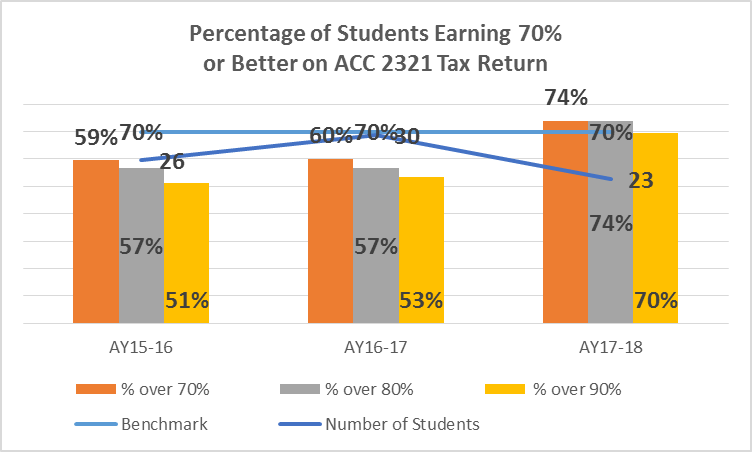 Percentage of Students Earning 70%
or Better on ACC 2321 Tax Return
74%
59% 70% 60% 70% 30 70%
26 23
57% 57% 74%
51% 53% 70%
AY15-16 AY16-17 AY17-18
% over 70% % over 80% % over 90%
Benchmark Number of Students